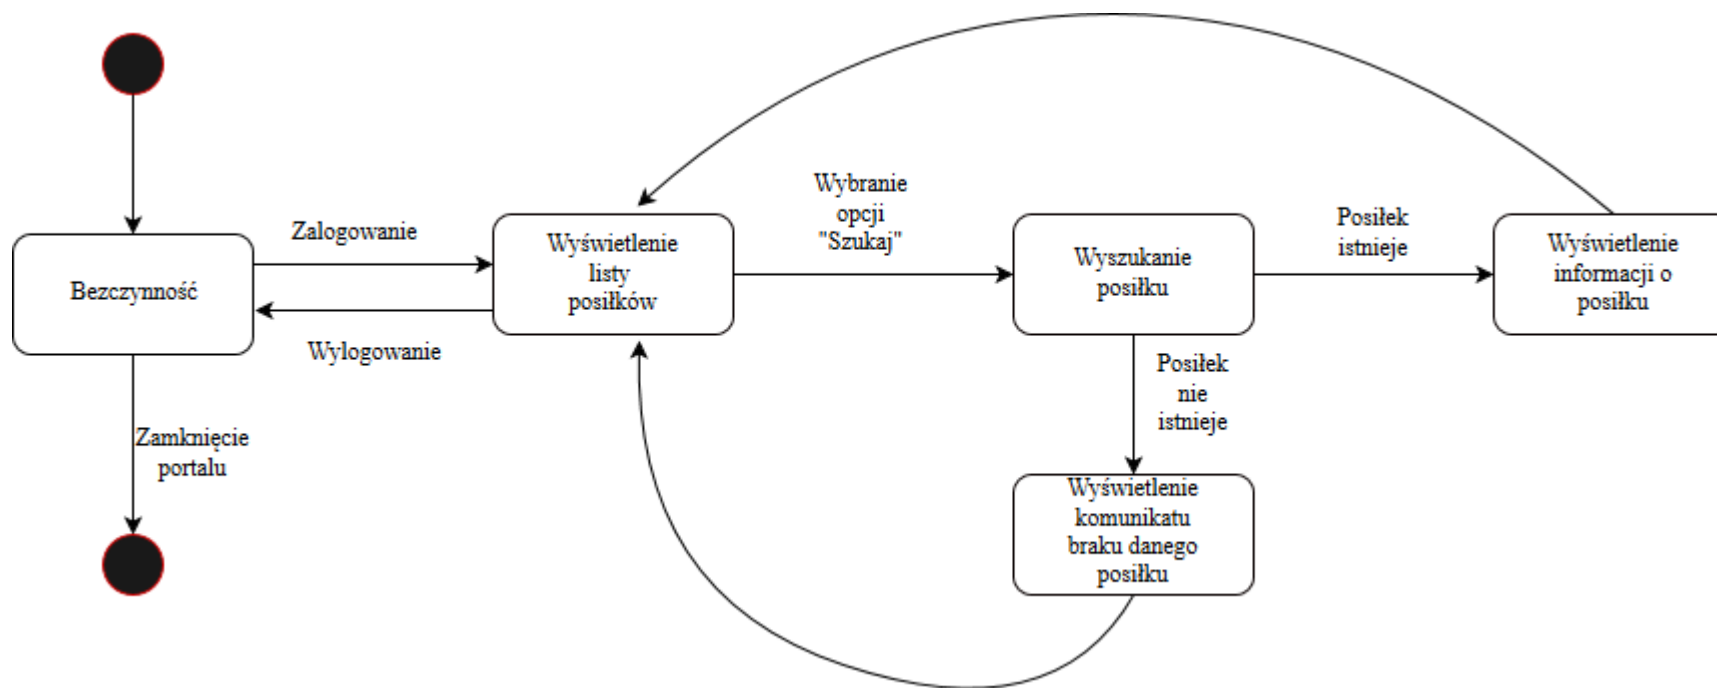 Bezczynność
Zalogowanie
Wylogowanie
Zamknięcie
portalu
Wyświetlenie
listy
posiłków
Wybranie
opcji
"Szukaj"
Wyszukanie
posiłku
Posiłek
istnieje
Wyświetlenie
informacji o
posiłku
Posiłek
nie
istnieje
Wyświetlenie
komunikatu
braku danego
posiłku